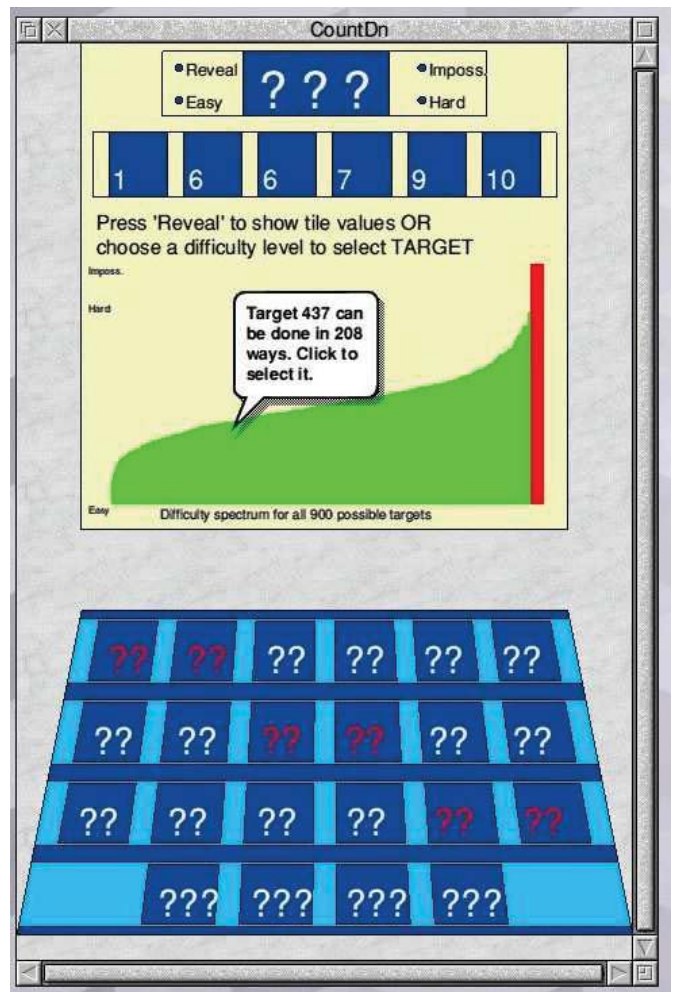 CountDn
Reveal
Imposs.
???
Easy
Hard
1 6 6 7 9 10
Press 'Reveal' to show tile values OR
choose a difficulty level to select TARGET
Imposs.
Hard
Target 437 can
be done in 208
ways. Click to
select it.
Easy
Difficulty spectrum for all 900 possible targets
?? ?? ?? ?? ?? ??
?? ?? ?? ?? ?? ??
?? ?? ?? ?? ?? ??
??? ??? ??? ???